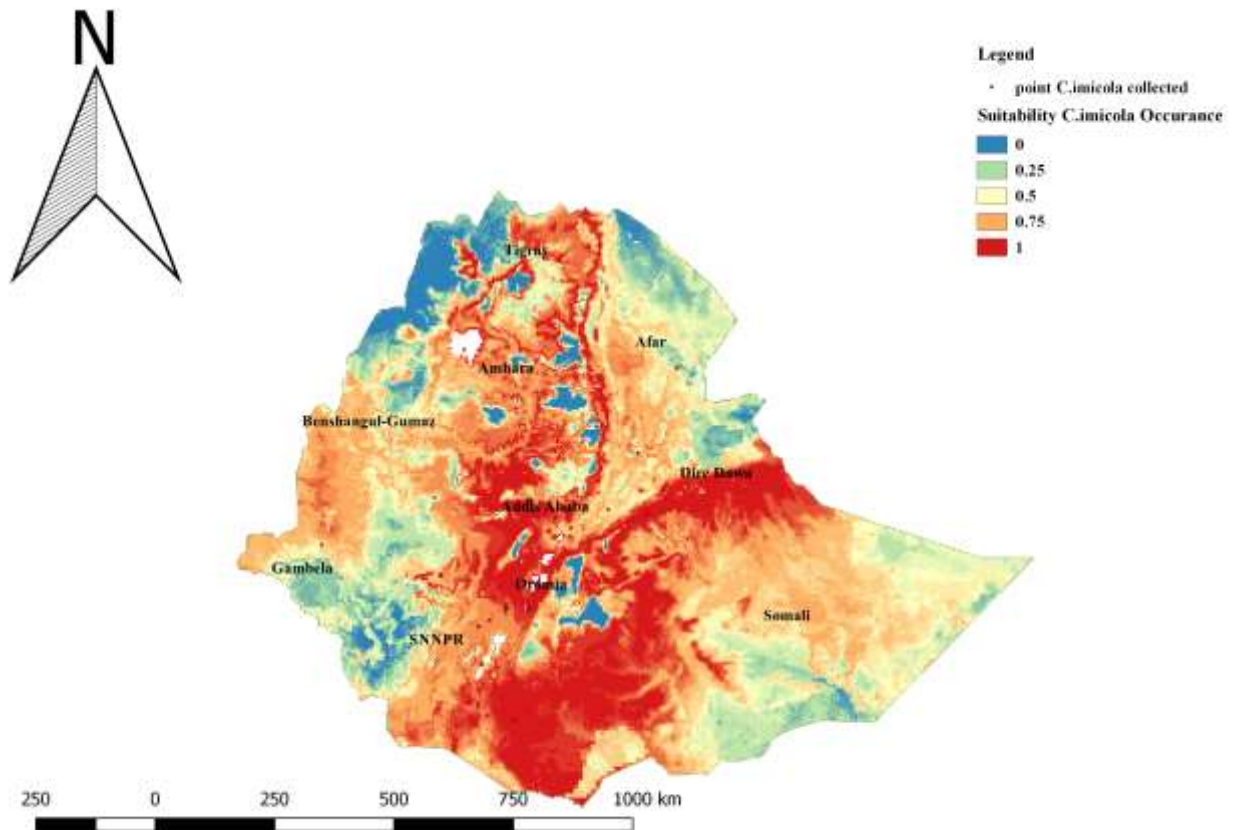 N
Legend
point C.imicola collected
Suitability C.imicola Occurance
0
0.25
0.5
0.75
1
Tigray
Afar
Amhara
Benshangul-Gumaz
Dire Dawa
Addis Ababa
Gambela
Oromia
Somali
SNNPR
250 0 250 500 750 1000 km